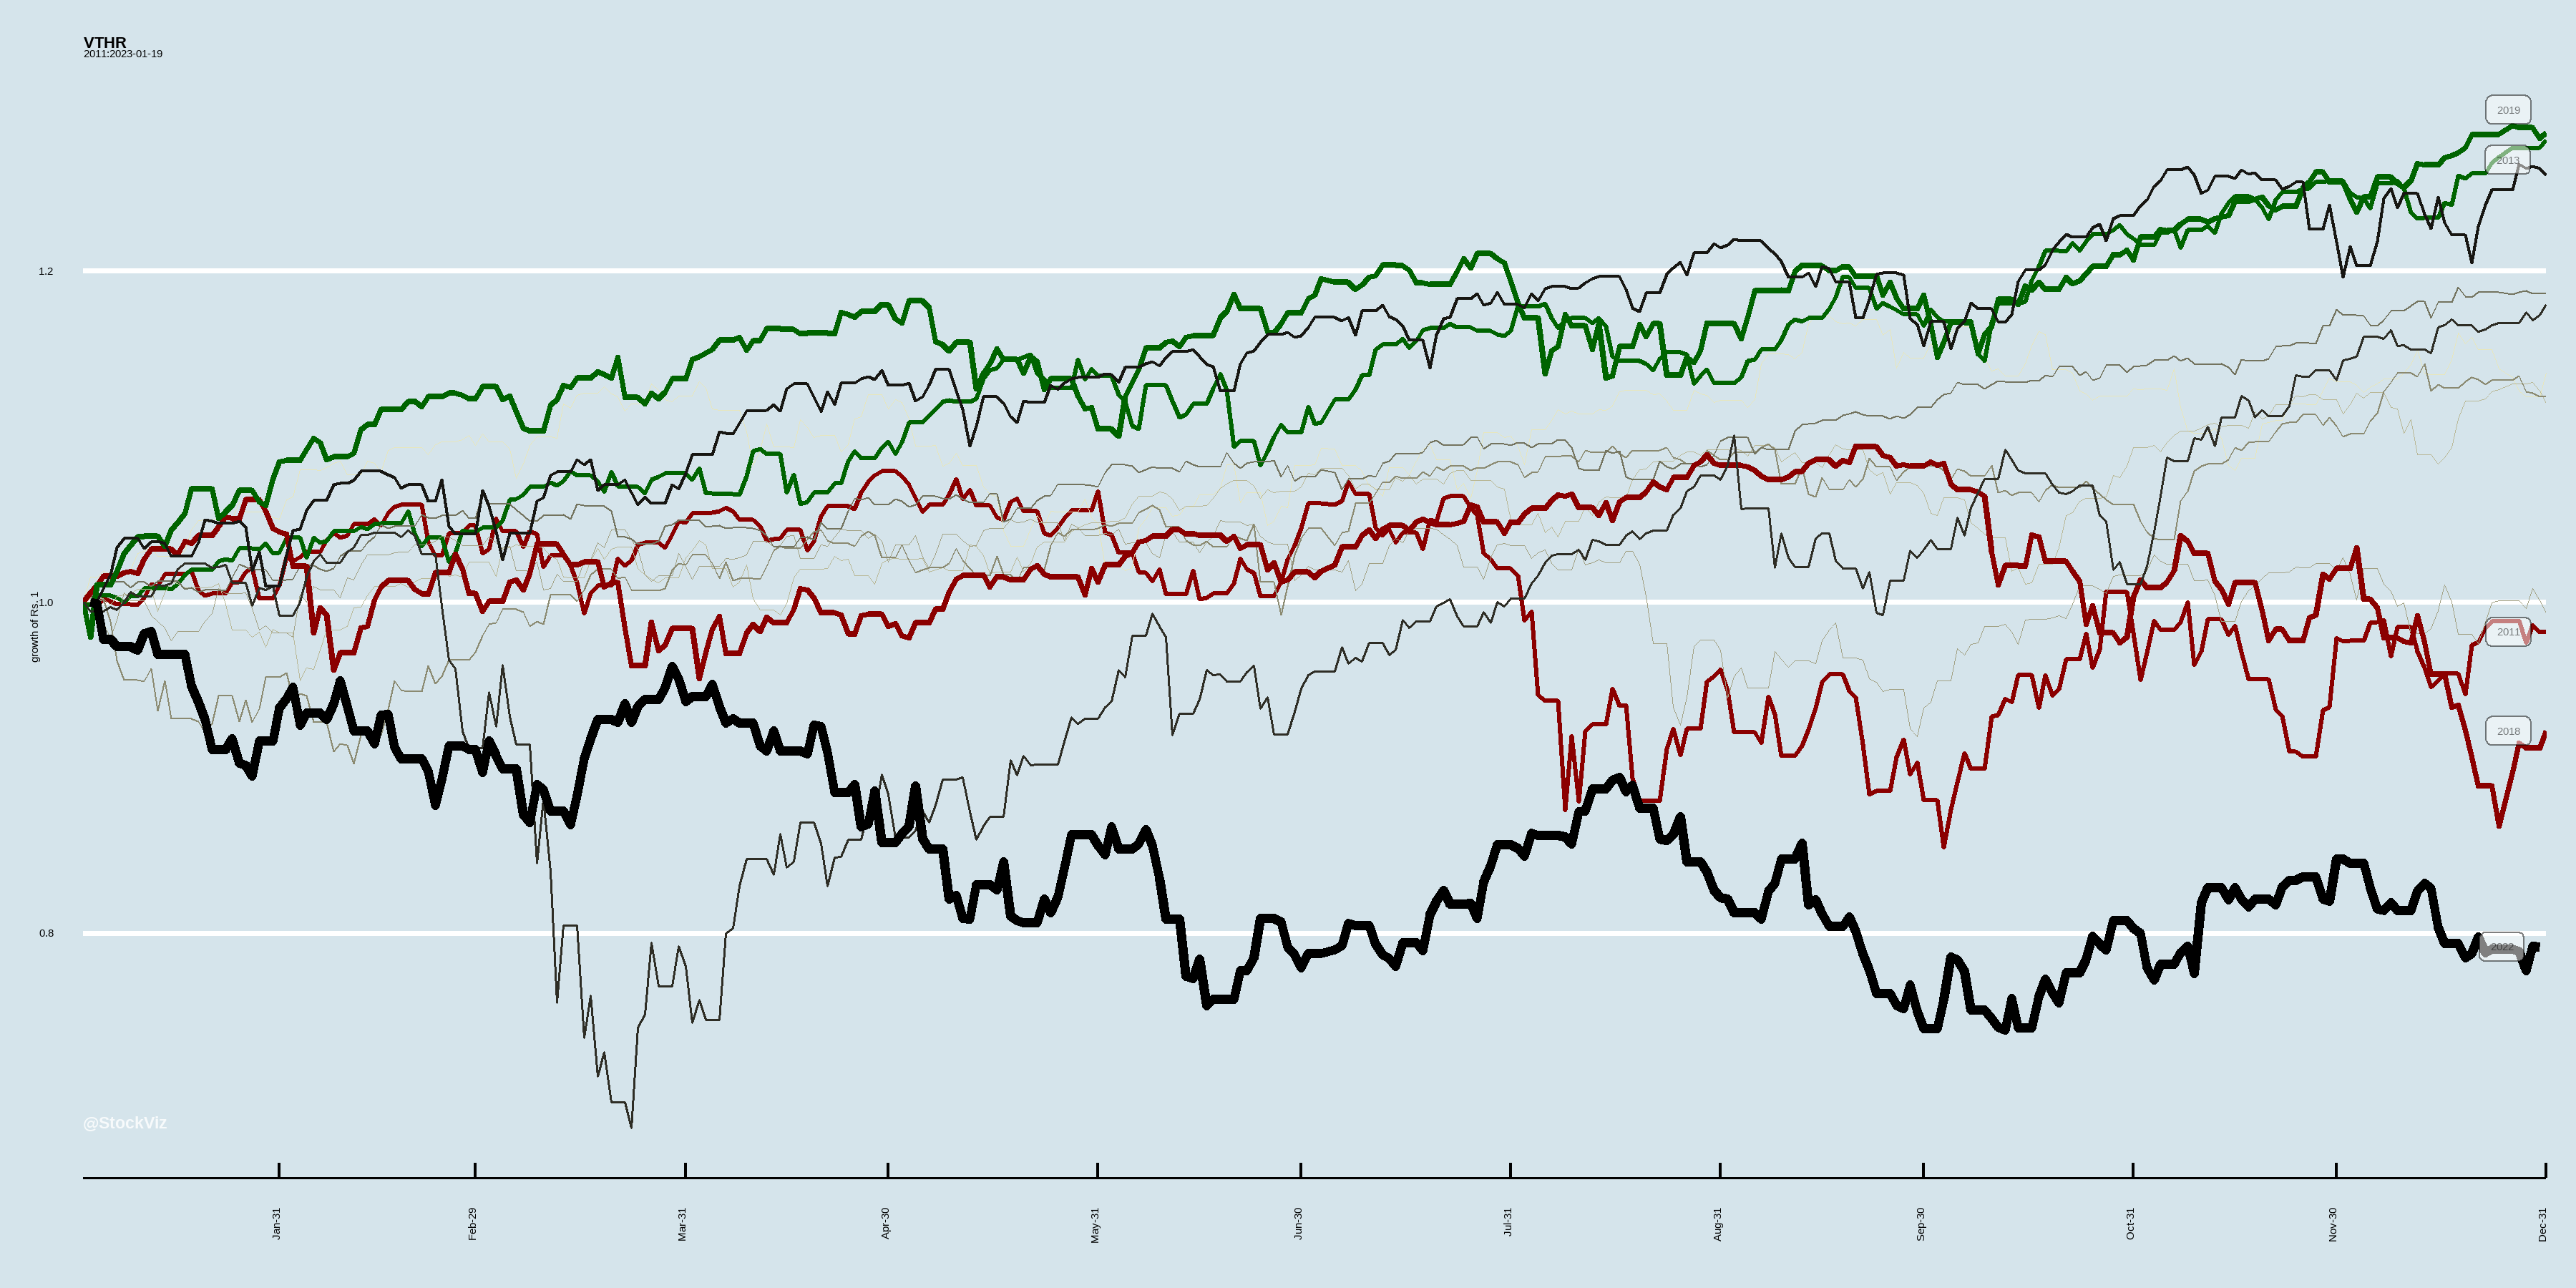 VTHR
2011:2023-01-19
2019
2013
1.2
1.0
growth of Rs. 1
2011
2018
0.8
2022
@StockViz
Jan-31
Feb-29
Mar-31
Apr-30
May-31
Jun-30
Jul-31
Aug-31
Sep-30
Oct-31
Nov-30
Dec-31